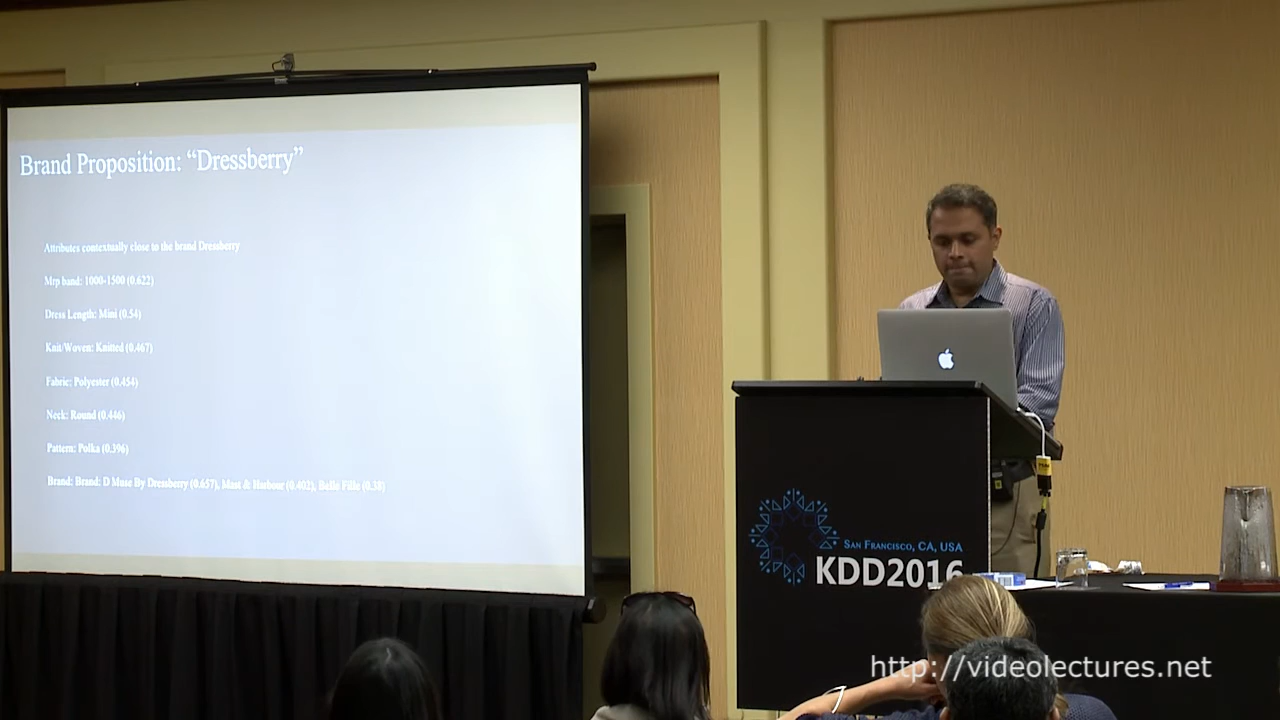 Brand Proposition: “Dressberry”
Attributes contextually close to the brand Dressberry
Mrp band: 1000-1500 (0.622)
Dress Length: Mini (0.54)
Knit/Woven: Knitted (0.467)
Fabric: Polyester (0.454)
Neck: Round (0.446)
Pattern: Polka (0.396)
Brand: Brand: D Muse By Dressberry (0.657), Mast & Harbour (0.402), Belle Fille (0.38)
San Francisco, CA, USA
KDD2016
http://videolectures.net